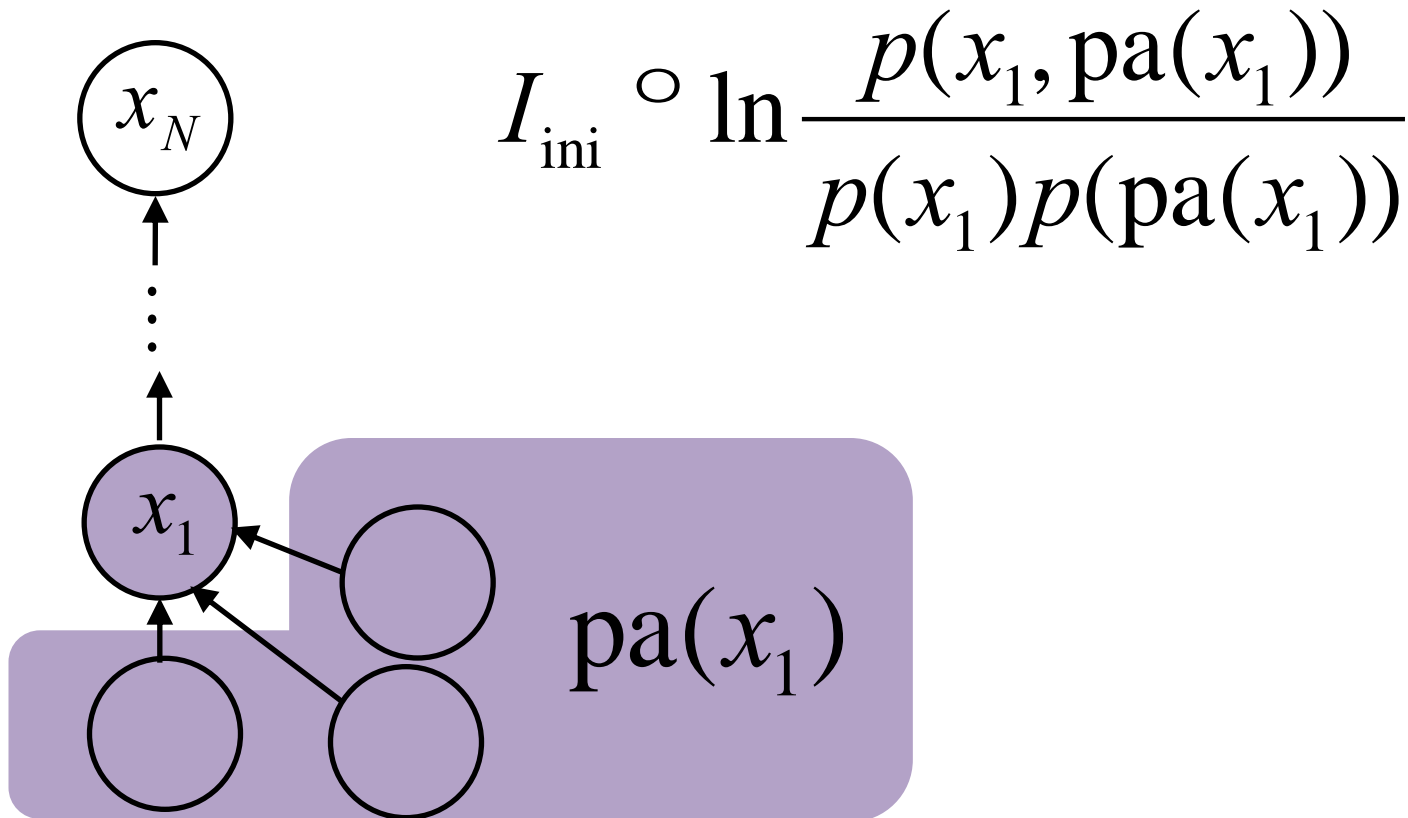 x_N
I_ini ○ ln p(x_1, pa(x_1)) / p(x_1)p(pa(x_1))
x_1
pa(x_1)